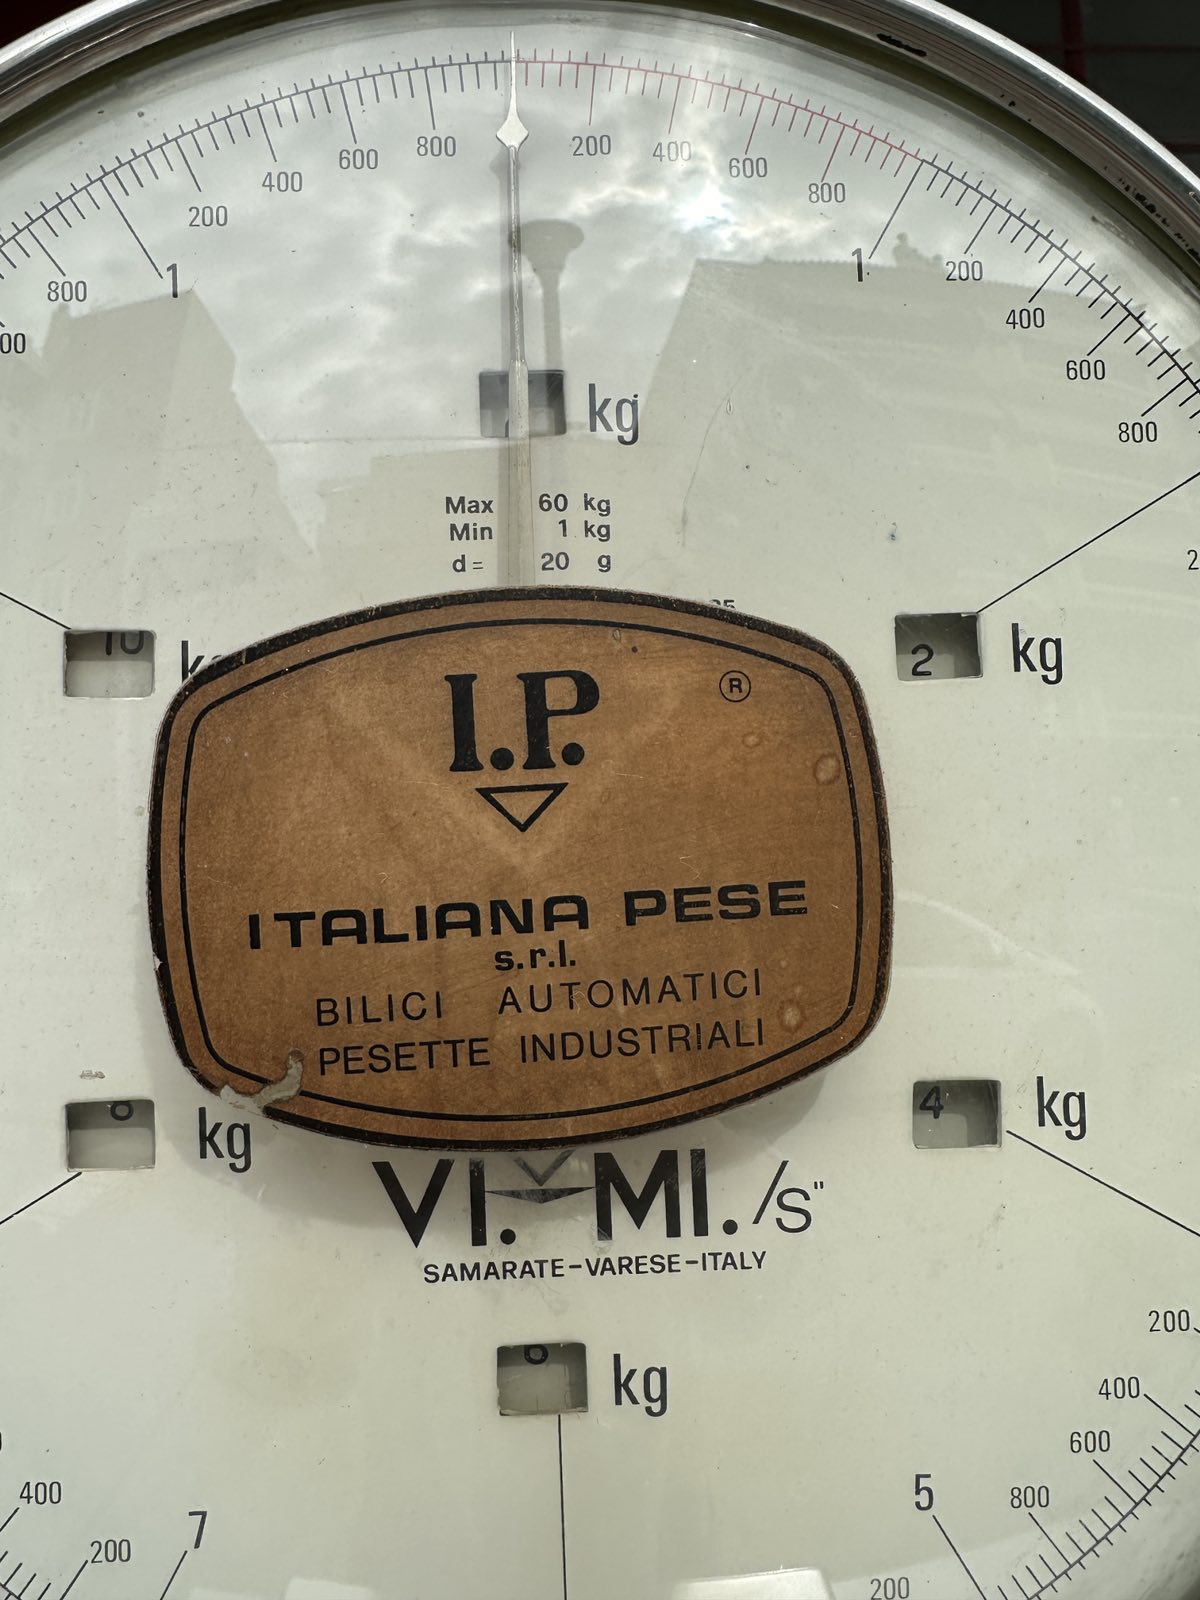 600 800 200 400
400 600
200 800
1 1 200
800 400
600
800
kg
Max 60 kg
Min 1 kg
d= 20 g
10 2 kg
I.P. ®
ITALIANA PESE
s.r.l.
BILICI AUTOMATICI
PESETTE INDUSTRIALI
kg 4 kg
VI. MI./S"
SAMARATE-VARESE-ITALY
kg
200
400
600
400 5 800
7
200 200